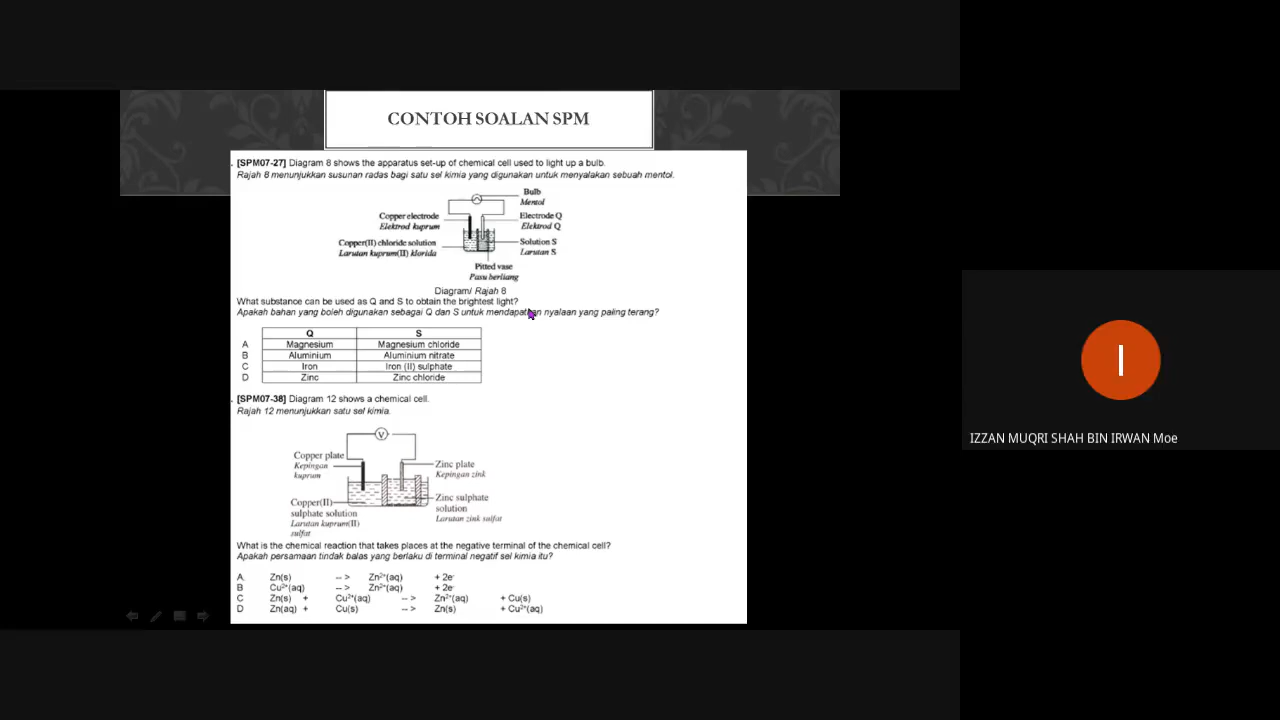 CONTOH SOALAN SPM
. [SPM07-27] Diagram 8 shows the apparatus set-up of chemical cell used to light up a bulb.
Rajah 8 menunjukkan susunan radas bagi satu sel kimia yang digunakan untuk menyalakan sebuah mentol.
Bulb
Mentol
Copper electrode
Elektrod kuprum
Electrode Q
Elektrod Q
Copper(II) chloride solution
Larutan kuprum(II) klorida
Solution S
Larutan S
Pitted vase
Pasu berliang
Diagram/ Rajah 8
What substance can be used as Q and S to obtain the brightest light?
Apakah bahan yang boleh digunakan sebagai Q dan S untuk mendapatkan nyalaan yang paling terang?
Q S
A Magnesium Magnesium chloride
B Aluminium Aluminium nitrate
C Iron Iron (II) sulphate
D Zinc Zinc chloride
. [SPM07-38] Diagram 12 shows a chemical cell.
Rajah 12 menunjukkan satu sel kimia.
V
Copper plate
Kepingan
kuprum
Zinc plate
Kepingan zink
Copper(II)
sulphate solution
Larutan kuprum(II)
sulfat
Zinc sulphate
solution
Larutan zink sulfat
What is the chemical reaction that takes places at the negative terminal of the chemical cell?
Apakah persamaan tindak balas yang berlaku di terminal negatif sel kimia itu?
A. Zn(s) -- > Zn²⁺(aq) + 2e⁻
B Cu²⁺(aq) -- > Zn²⁺(aq) + 2e⁻
C Zn(s) + Cu²⁺(aq) -- > Zn²⁺(aq) + Cu(s)
D Zn(aq) + Cu(s) -- > Zn(s) + Cu²⁺(aq)
I
IZZAN MUQRI SHAH BIN IRWAN Moe